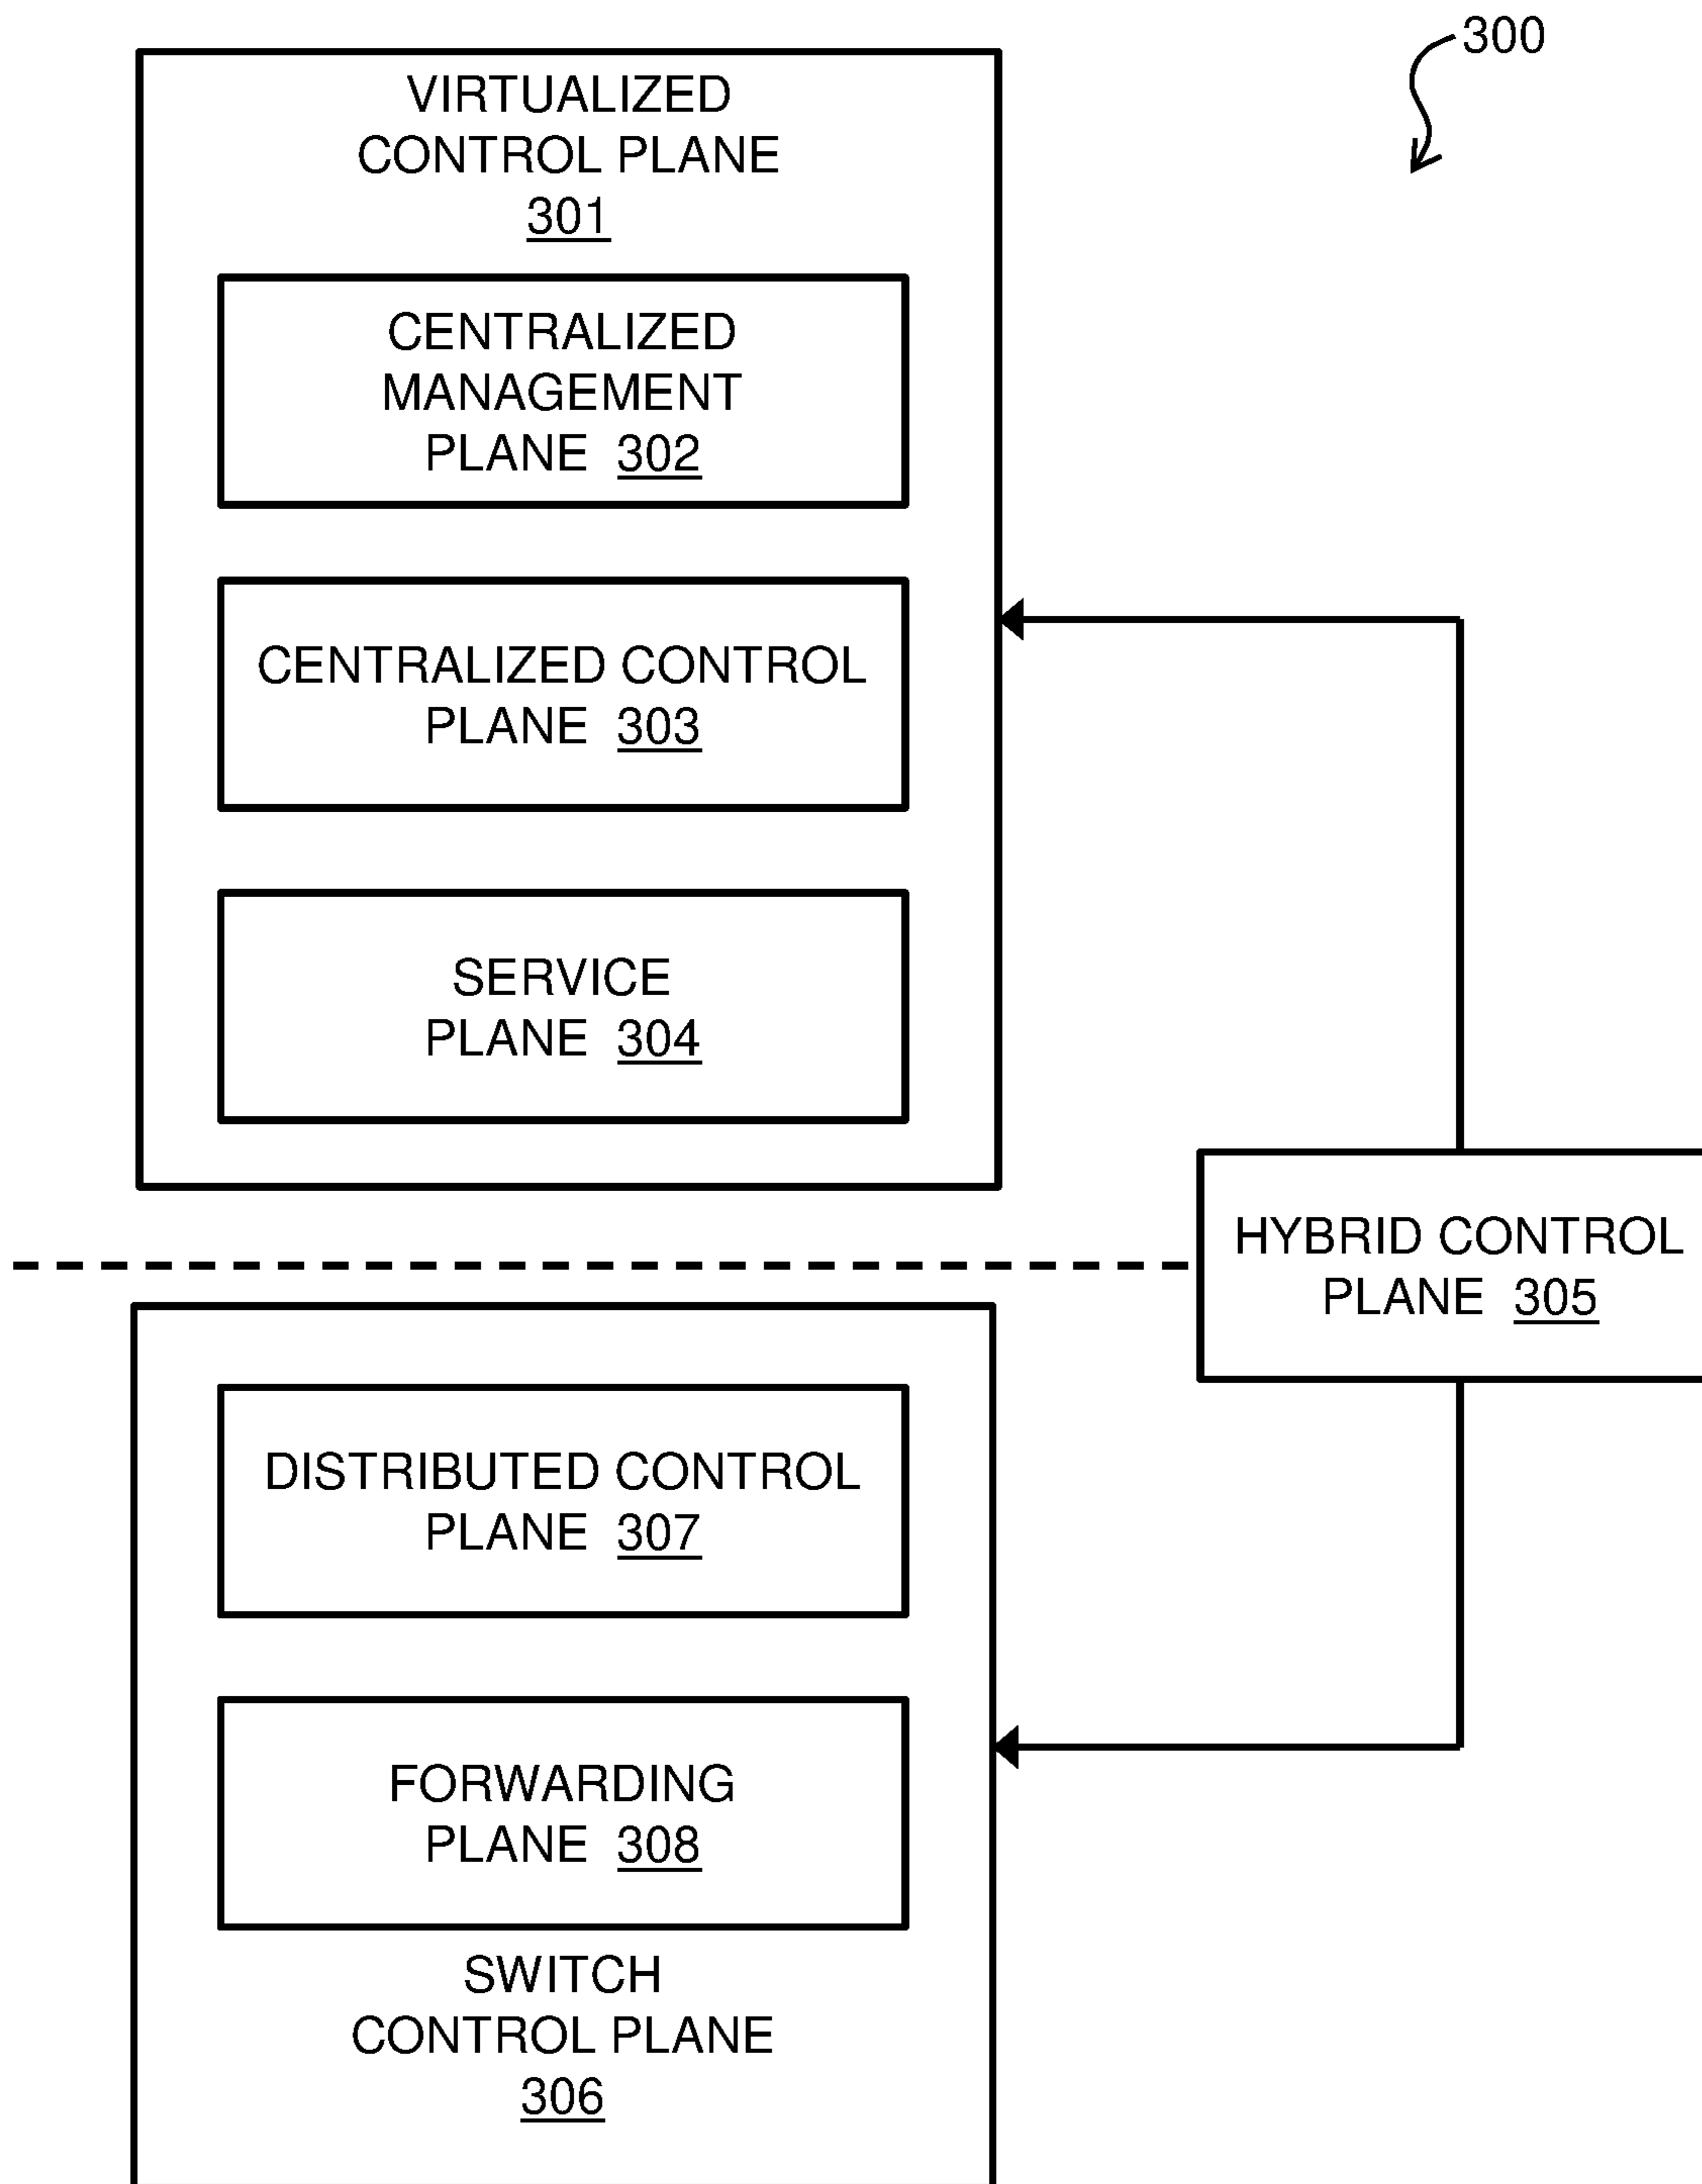 300
VIRTUALIZED
CONTROL PLANE
301
CENTRALIZED
MANAGEMENT
PLANE 302
CENTRALIZED CONTROL
PLANE 303
SERVICE
PLANE 304
HYBRID CONTROL
PLANE 305
DISTRIBUTED CONTROL
PLANE 307
FORWARDING
PLANE 308
SWITCH
CONTROL PLANE
306